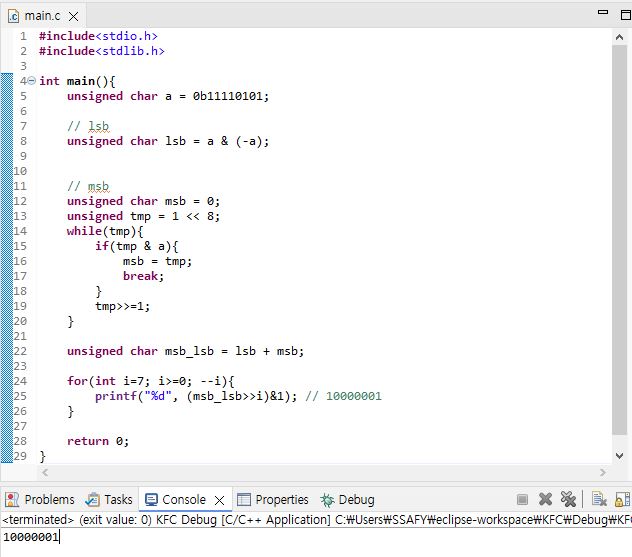 main.c
1 #include<stdio.h>
2 #include<stdlib.h>
3
4 int main(){
5     unsigned char a = 0b11110101;
6
7     // lsb
8     unsigned char lsb = a & (-a);
9
10
11     // msb
12     unsigned char msb = 0;
13     unsigned tmp = 1 << 8;
14     while(tmp){
15         if(tmp & a){
16             msb = tmp;
17             break;
18         }
19         tmp>>=1;
20     }
21
22     unsigned char msb_lsb = lsb + msb;
23
24     for(int i=7; i>=0; --i){
25         printf("%d", (msb_lsb>>i)&1); // 10000001
26     }
27
28     return 0;
29 }
Problems Tasks Console Properties Debug
<terminated> (exit value: 0) KFC Debug [C/C++ Application] C:₩Users₩SSAFY₩eclipse-workspace₩KFC₩Debug₩KF
10000001